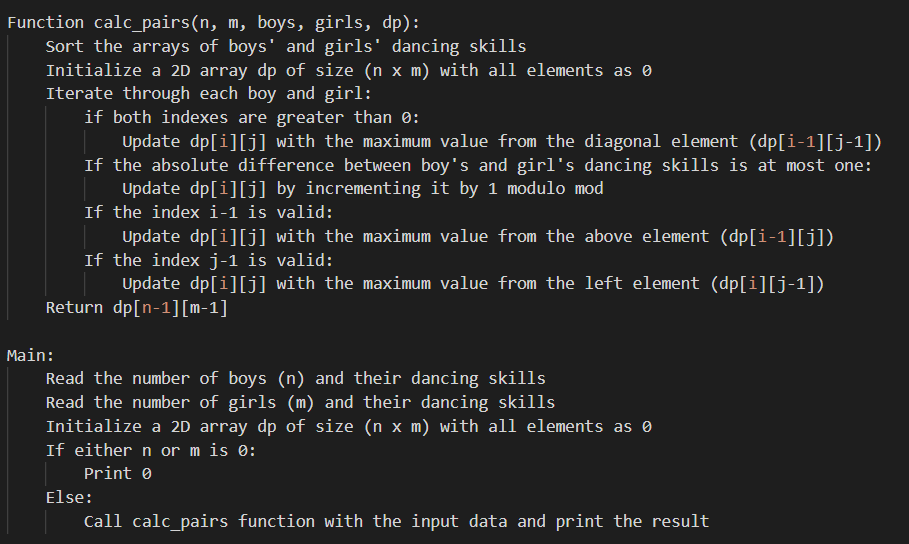 Function calc_pairs(n, m, boys, girls, dp):
    Sort the arrays of boys' and girls' dancing skills
    Initialize a 2D array dp of size (n x m) with all elements as 0
    Iterate through each boy and girl:
        if both indexes are greater than 0:
            Update dp[i][j] with the maximum value from the diagonal element (dp[i-1][j-1])
        If the absolute difference between boy's and girl's dancing skills is at most one:
            Update dp[i][j] by incrementing it by 1 modulo mod
        If the index i-1 is valid:
            Update dp[i][j] with the maximum value from the above element (dp[i-1][j])
        If the index j-1 is valid:
            Update dp[i][j] with the maximum value from the left element (dp[i][j-1])
    Return dp[n-1][m-1]

Main:
    Read the number of boys (n) and their dancing skills
    Read the number of girls (m) and their dancing skills
    Initialize a 2D array dp of size (n x m) with all elements as 0
    If either n or m is 0:
        Print 0
    Else:
        Call calc_pairs function with the input data and print the result